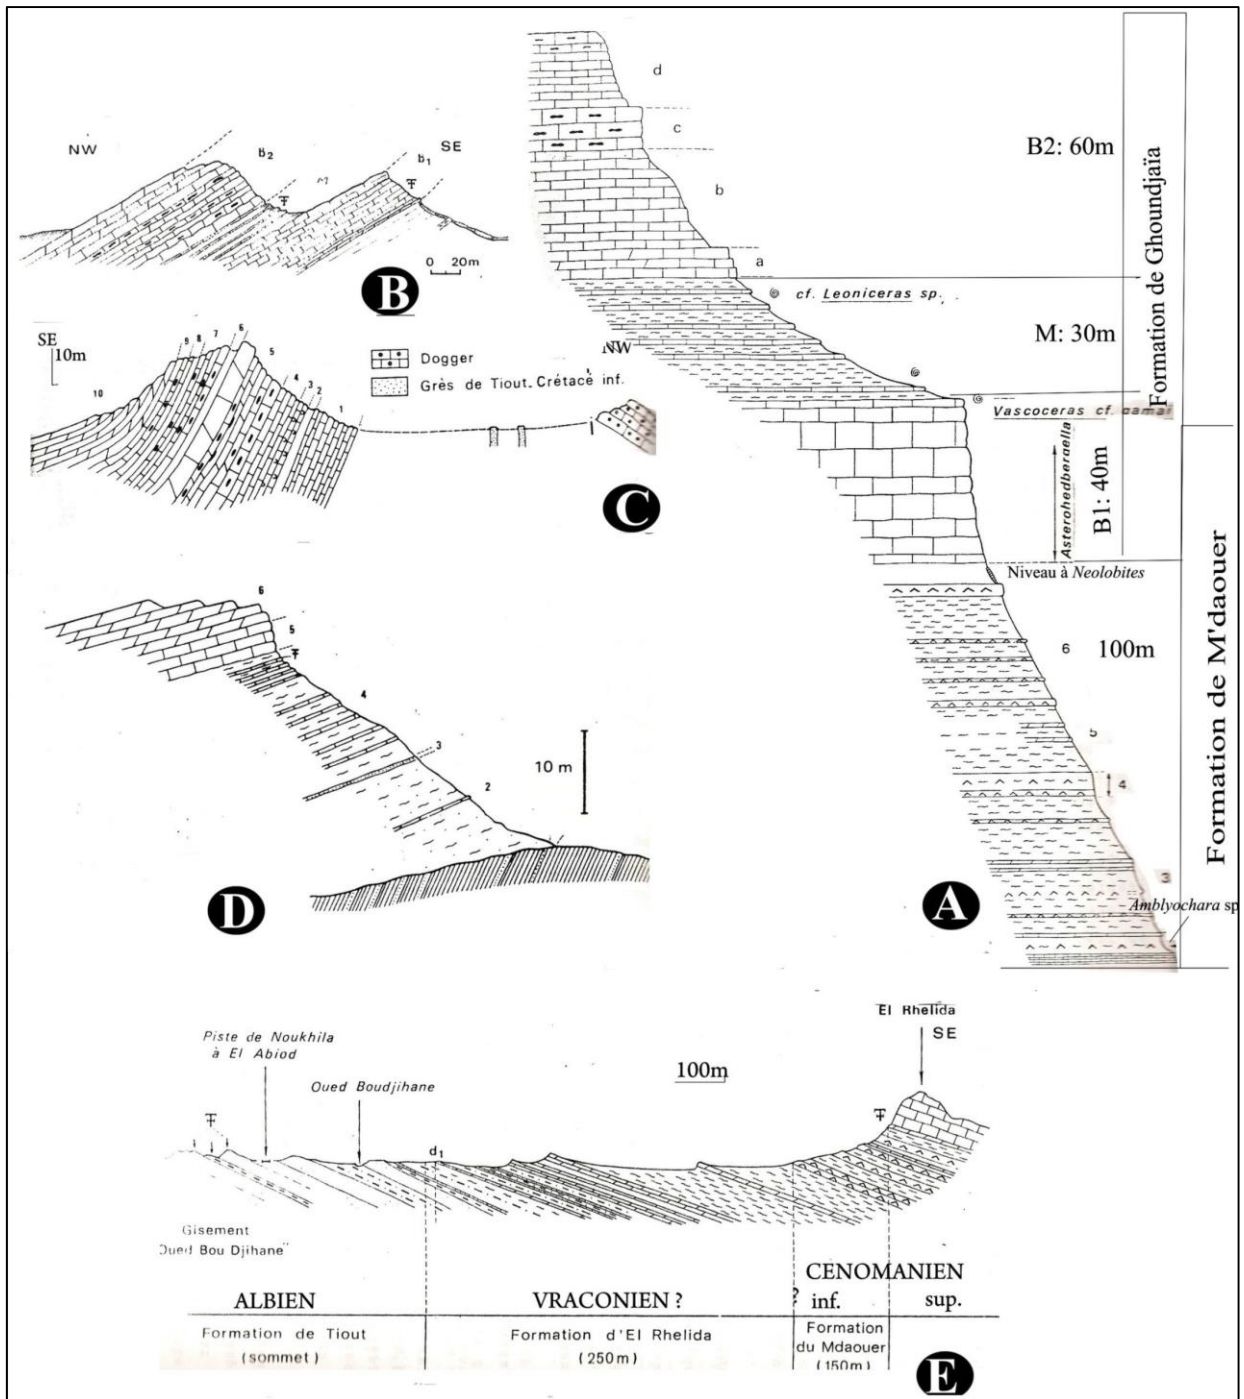 d
c
b
a
B2: 60m
cf. Leoniceras sp.
M: 30m
Formation de Ghoundjaïa
Vascoceras cf. gamai
Asterohedbergella
B1: 40m
Niveau à Neolobites
6
100m
5
4
3
Amblyochara sp
Formation de M'daouer
A
NW
B2
B1
SE
0 20m
B
SE
10m
NW
Dogger
Grès de Tiout_Crétacé inf.
10
9
8
7
6
5
4
3
2
1
C
6
5
4
3
2
10 m
D
El Rhelida
SE
Piste de Noukhila
à El Abiod
Oued Boudjihane
100m
d1
Gisement
Oued Bou Djihane"
ALBIEN
VRACONIEN ?
CENOMANIEN
? inf.
sup.
Formation de Tiout
(sommet)
Formation d'El Rhelida
(250m)
Formation
du Mdaouer
(150m)
E